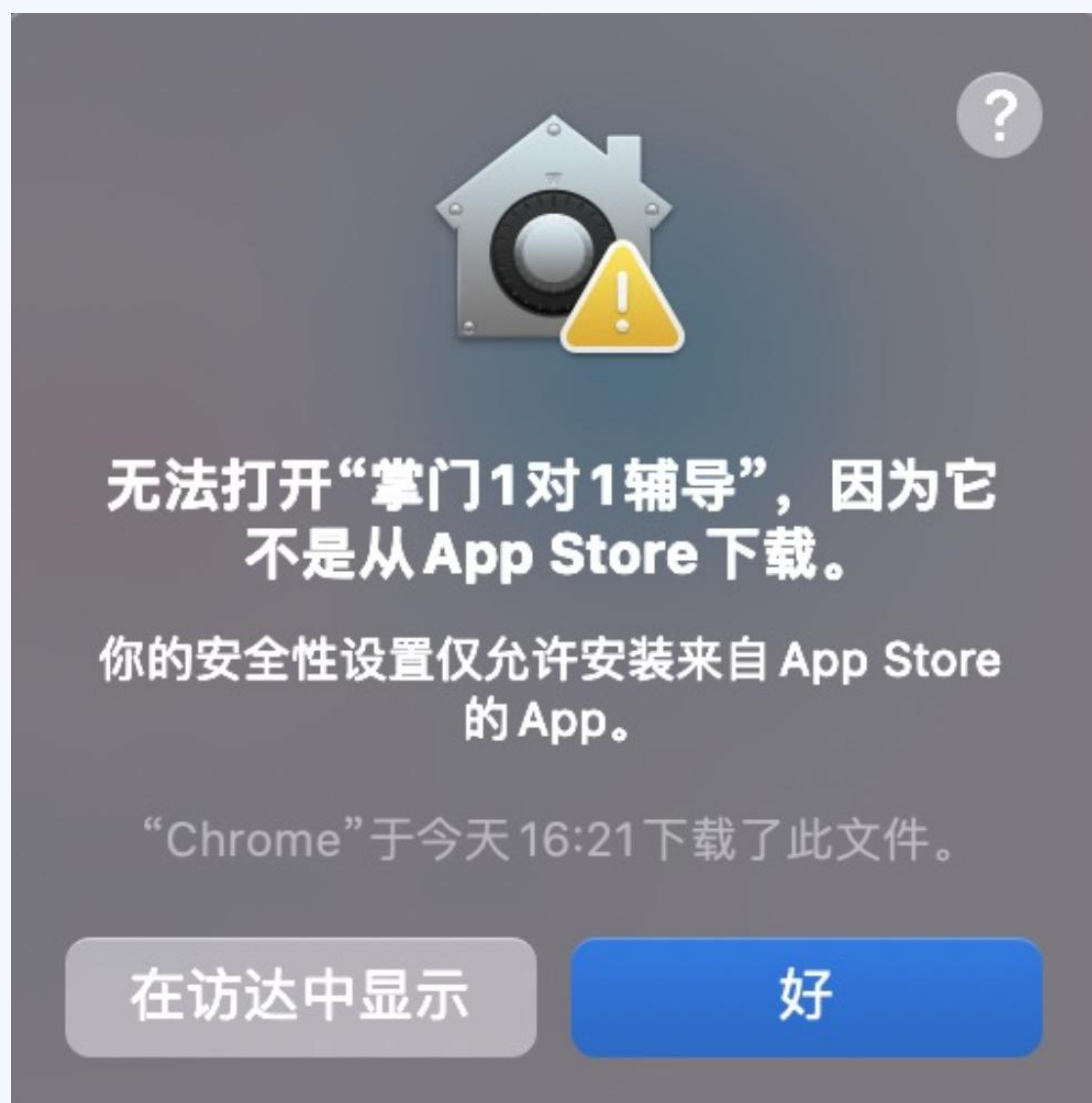 ?
无法打开“掌门1对1辅导”，因为它
不是从App Store下载。
你的安全性设置仅允许安装来自 App Store
的App。
“Chrome”于今天16:21下载了此文件。
在访达中显示
好